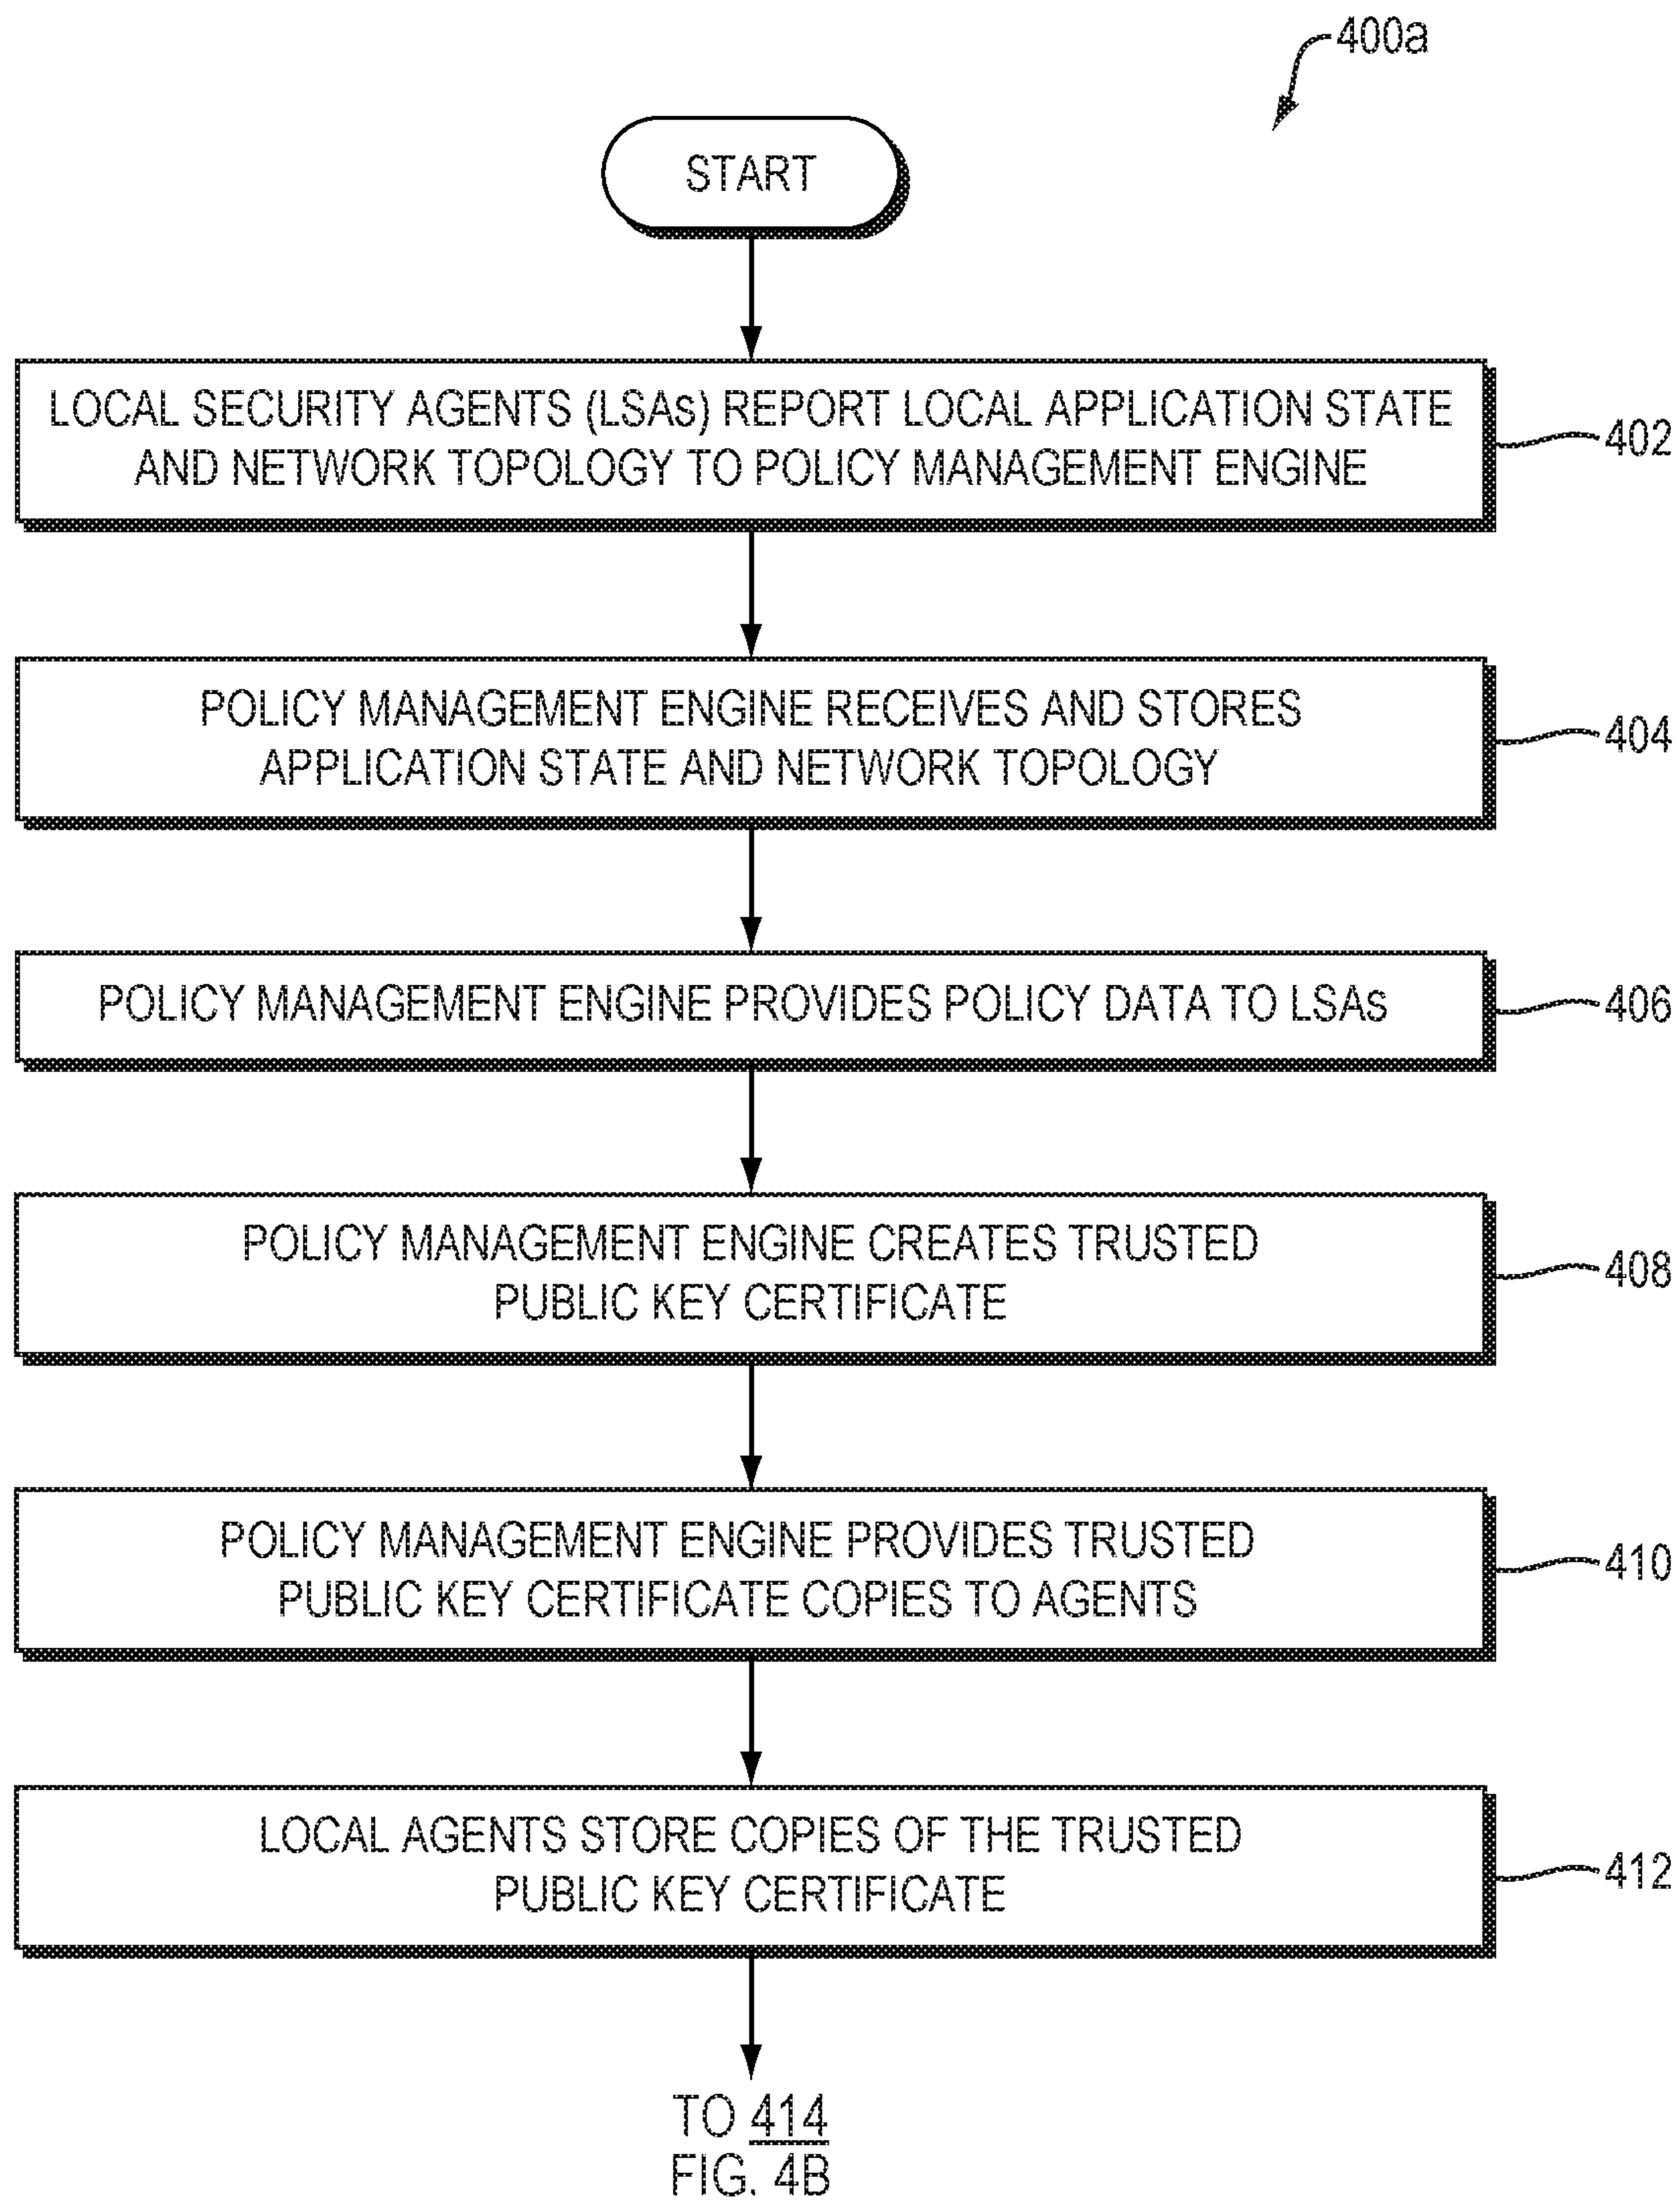 400a
START
LOCAL SECURITY AGENTS (LSAs) REPORT LOCAL APPLICATION STATE
AND NETWORK TOPOLOGY TO POLICY MANAGEMENT ENGINE
402
POLICY MANAGEMENT ENGINE RECEIVES AND STORES
APPLICATION STATE AND NETWORK TOPOLOGY
404
POLICY MANAGEMENT ENGINE PROVIDES POLICY DATA TO LSAs
406
POLICY MANAGEMENT ENGINE CREATES TRUSTED
PUBLIC KEY CERTIFICATE
408
POLICY MANAGEMENT ENGINE PROVIDES TRUSTED
PUBLIC KEY CERTIFICATE COPIES TO AGENTS
410
LOCAL AGENTS STORE COPIES OF THE TRUSTED
PUBLIC KEY CERTIFICATE
412
TO 414
FIG. 4B